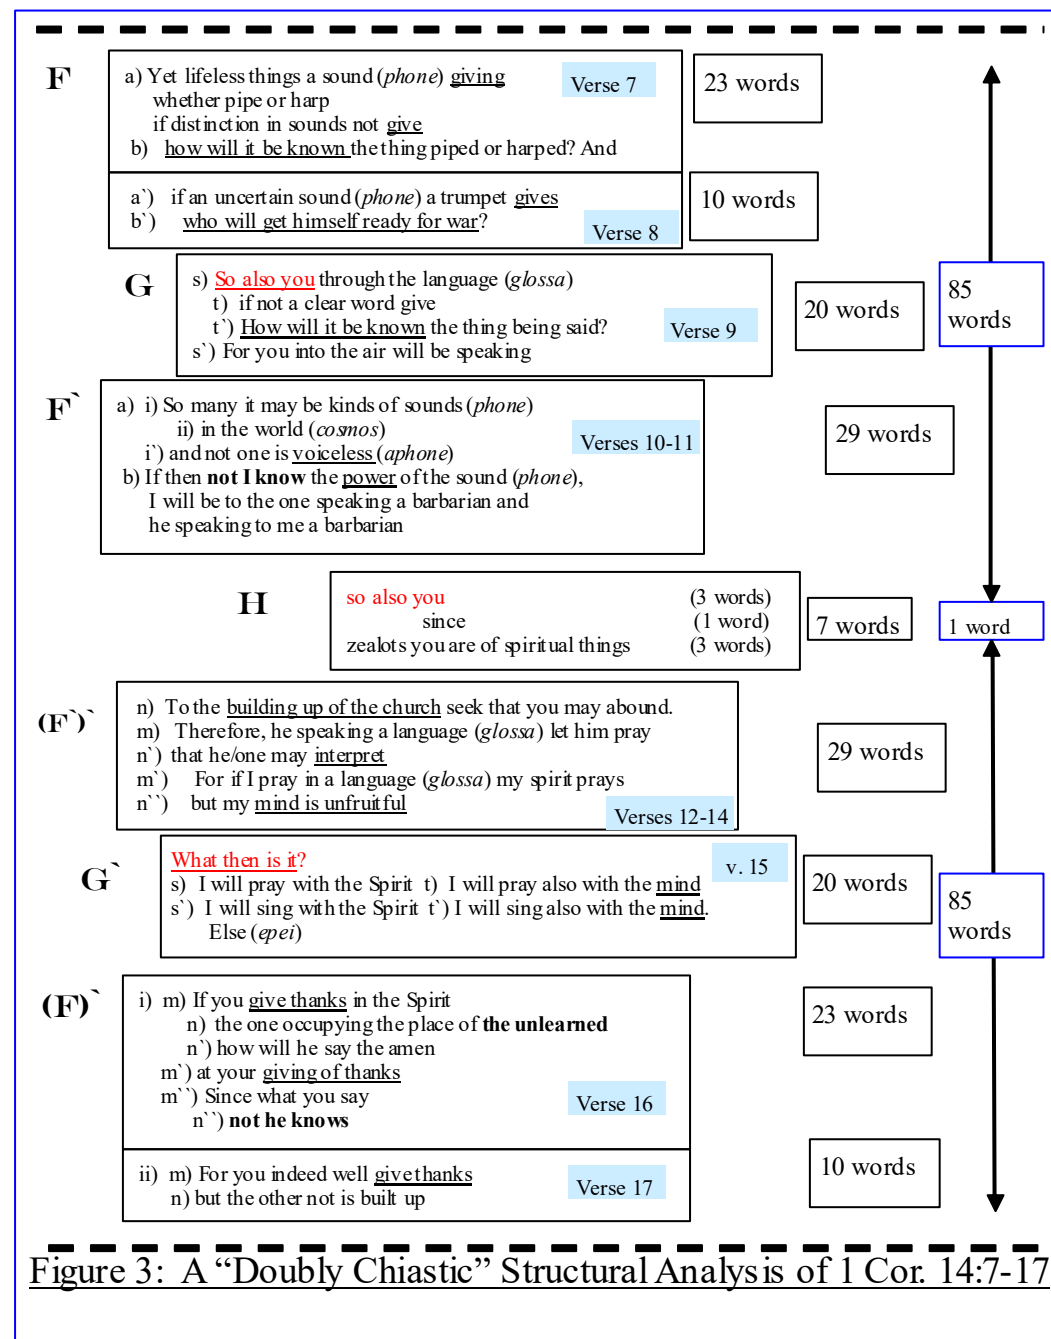 F
a) Yet lifeless things a sound (phone) giving
Verse 7
23 words
whether pipe or harp
if distinction in sounds not give
b) how will it be known the thing piped or harped? And
a`) if an uncertain sound (phone) a trumpet gives
10 words
b`) who will get himself ready for war?
Verse 8
G
s) So also you through the language (glossa)
t) if not a clear word give
t`) How will it be known the thing being said?
Verse 9
s`) For you into the air will be speaking
20 words
85
words
F`
a) i) So many it may be kinds of sounds (phone)
ii) in the world (cosmos)
i`) and not one is voiceless (aphone)
Verses 10-11
b) If then not I know the power of the sound (phone),
I will be to the one speaking a barbarian and
he speaking to me a barbarian
29 words
H
so also you (3 words)
since (1 word)
zealots you are of spiritual things (3 words)
7 words
1 word
(F`)`
n) To the building up of the church seek that you may abound.
m) Therefore, he speaking a language (glossa) let him pray
n`) that he/one may interpret
m`) For if I pray in a language (glossa) my spirit prays
n``) but my mind is unfruitful
Verses 12-14
29 words
G`
What then is it?
v. 15
s) I will pray with the Spirit t) I will pray also with the mind
s`) I will sing with the Spirit t`) I will sing also with the mind.
Else (epei)
20 words
85
words
(F)`
i) m) If you give thanks in the Spirit
n) the one occupying the place of the unlearned
n`) how will he say the amen
m`) at your giving of thanks
m``) Since what you say
Verse 16
n``) not he knows
23 words
ii) m) For you indeed well give thanks
n) but the other not is built up
Verse 17
10 words
Figure 3: A “Doubly Chiastic” Structural Analysis of 1 Cor. 14:7-17